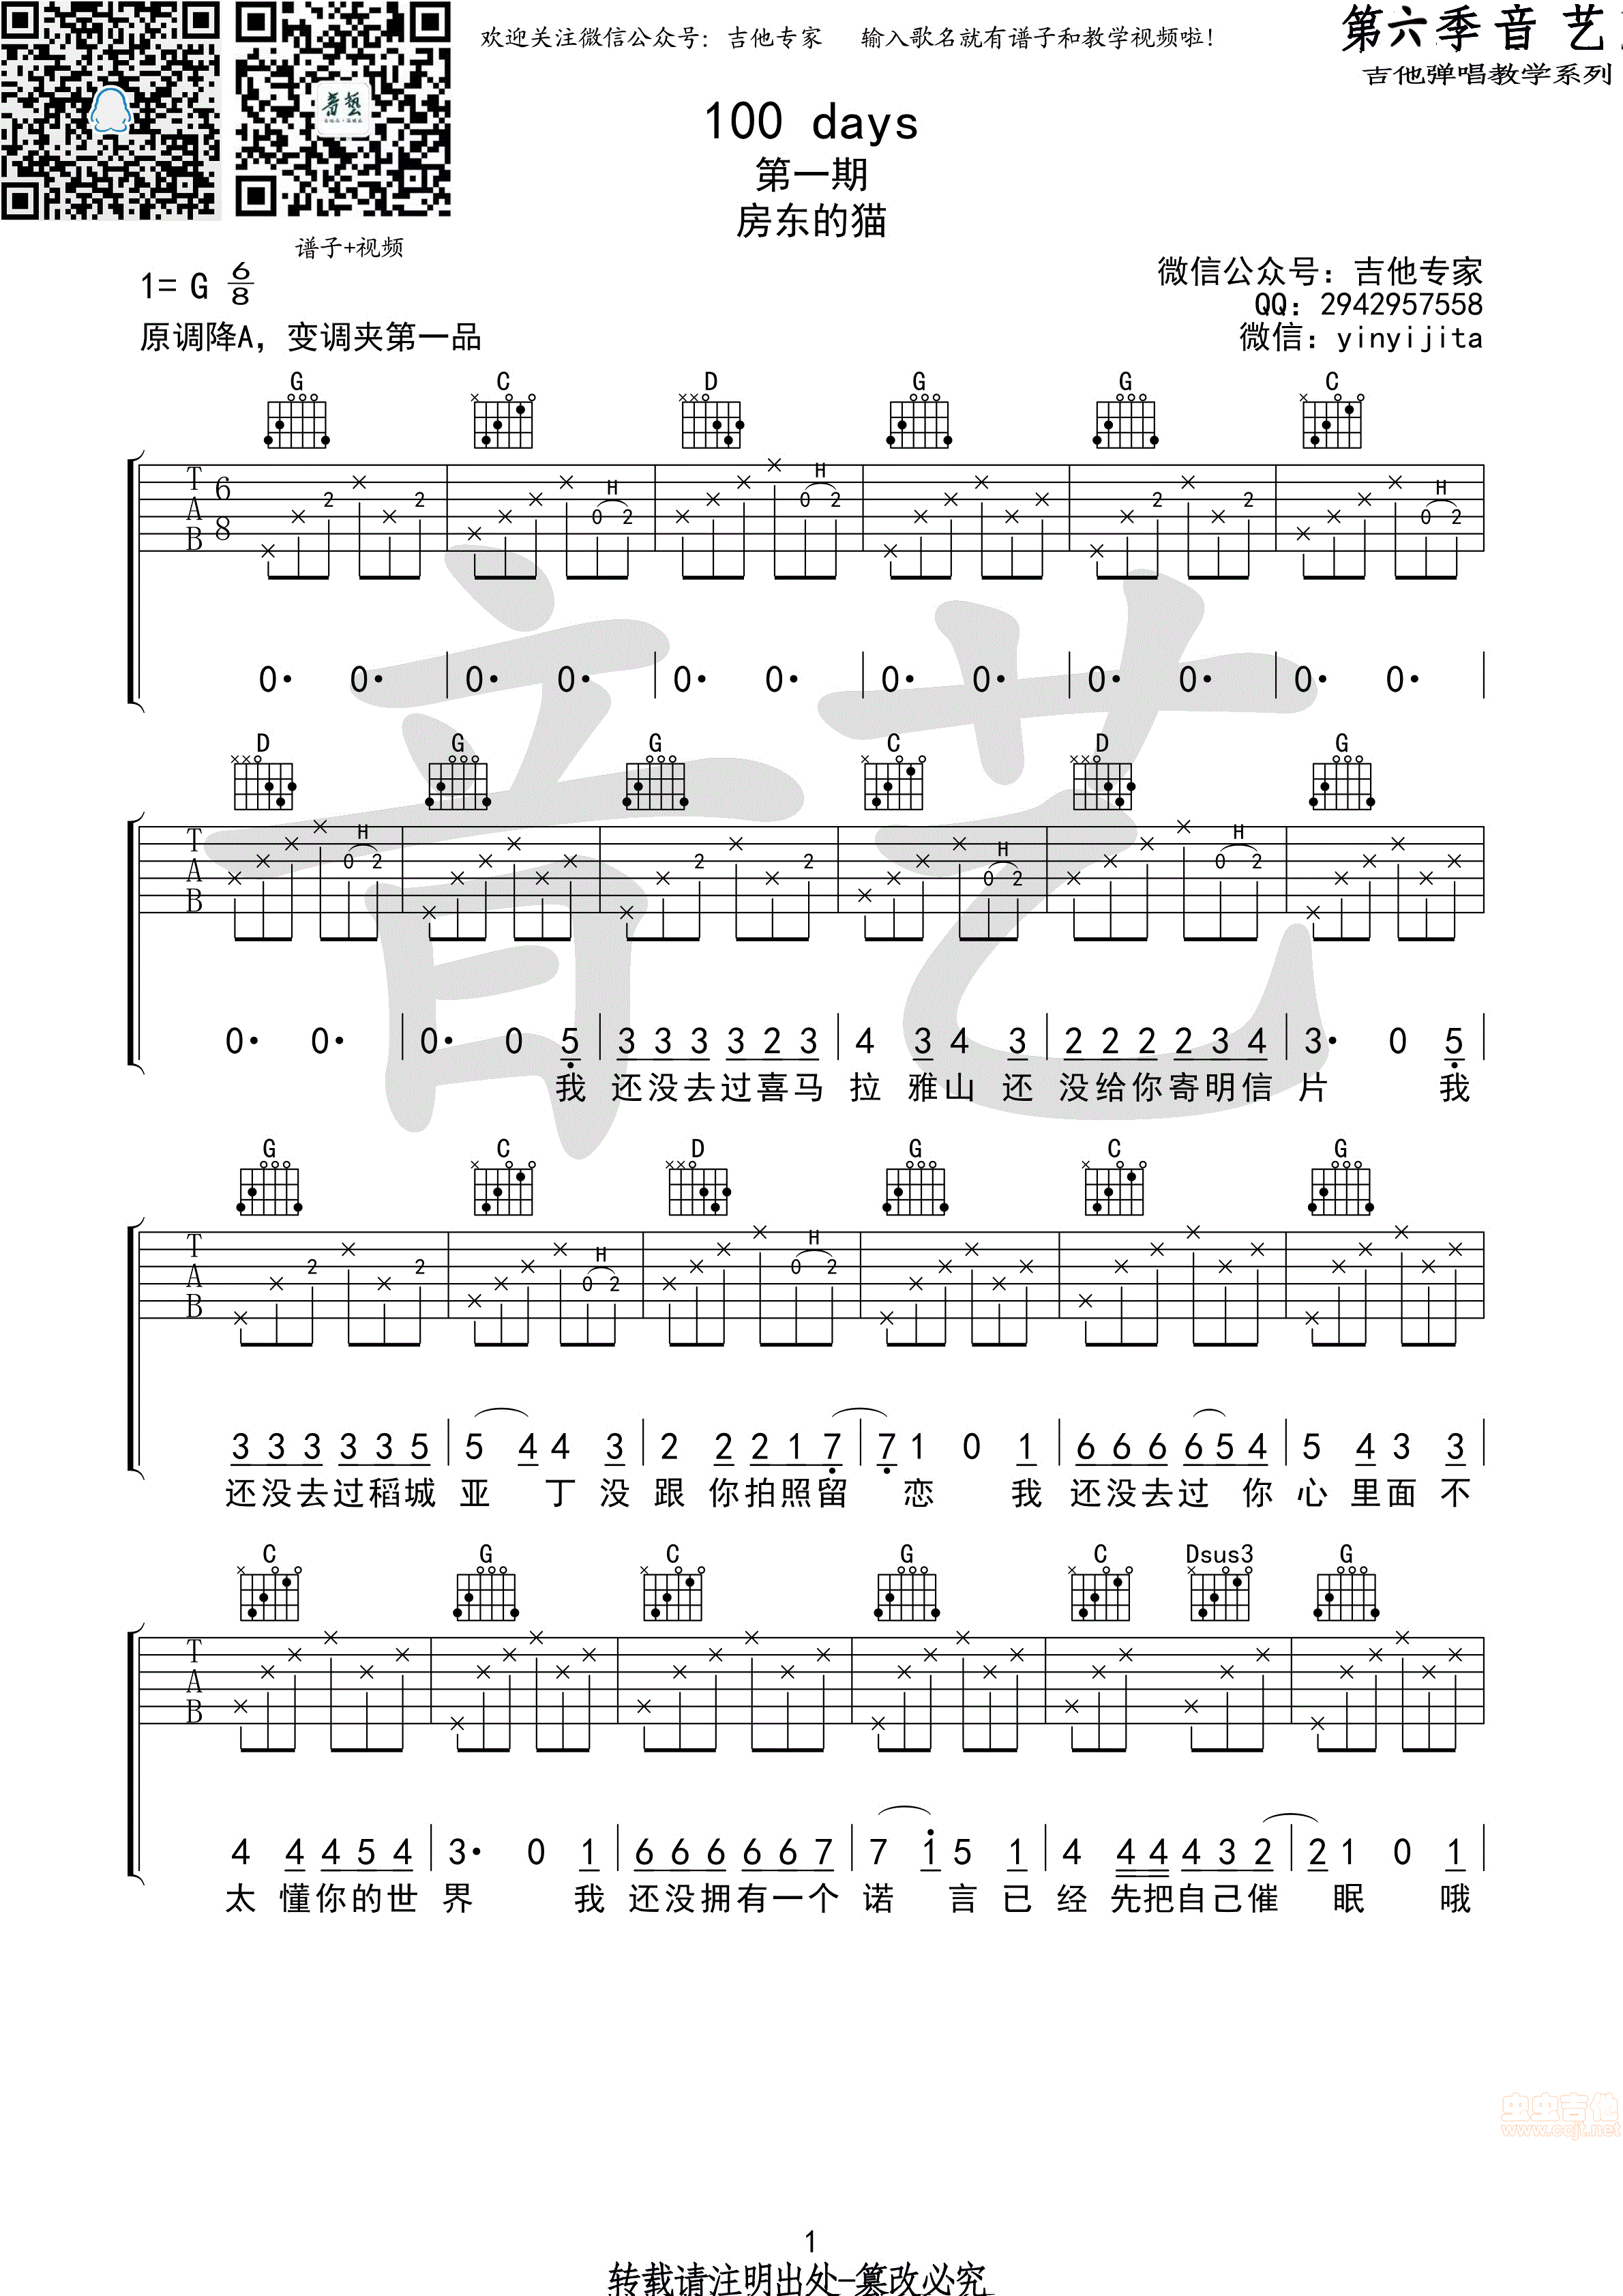 欢迎关注微信公众号：吉他专家 输入歌名就有谱子和教学视频啦！
第六季音艺
吉他弹唱教学系列
音藝
谱子+视频
100 days
第一期
房东的猫
1= G 6/8
原调降A，变调夹第一品
微信公众号：吉他专家
QQ：2942957558
微信：yinyijita
G C D G G C
T A B 6 8 2 2 H 0 2 H 0 2 2 2 H 0 2
0· 0· 0· 0· 0· 0· 0· 0· 0· 0· 0· 0·
D G G C D G
T A B H 0 2 2 2 H 0 2 H 0 2
0· 0· 0· 0 5 3 3 3 3 2 3 4 3 4 3 2 2 2 2 3 4 3· 0 5
我 还没去过喜马 拉 雅山 还 没给你寄明信 片 我
G C D G C G
T A B 2 2 H 0 2 H 0 2
3 3 3 3 3 5 5 4 4 3 2 2 2 1 7 7 1 0 1 6 6 6 6 5 4 5 4 3 3
还没去过稻城 亚 丁 没 跟 你拍照留 恋 我 还没去过 你 心 里面 不
C G C G C Dsus3 G
T A B
4 4 4 5 4 3· 0 1 6 6 6 6 6 7 7 1 5 1 4 4 4 4 3 2 2 1 0 1
太 懂你的世 界 我 还没拥有一个 诺 言已 经 先把自己催 眠 哦
音艺
虫虫吉他
www.ccjt.net
1
转载请注明出处-篡改必究